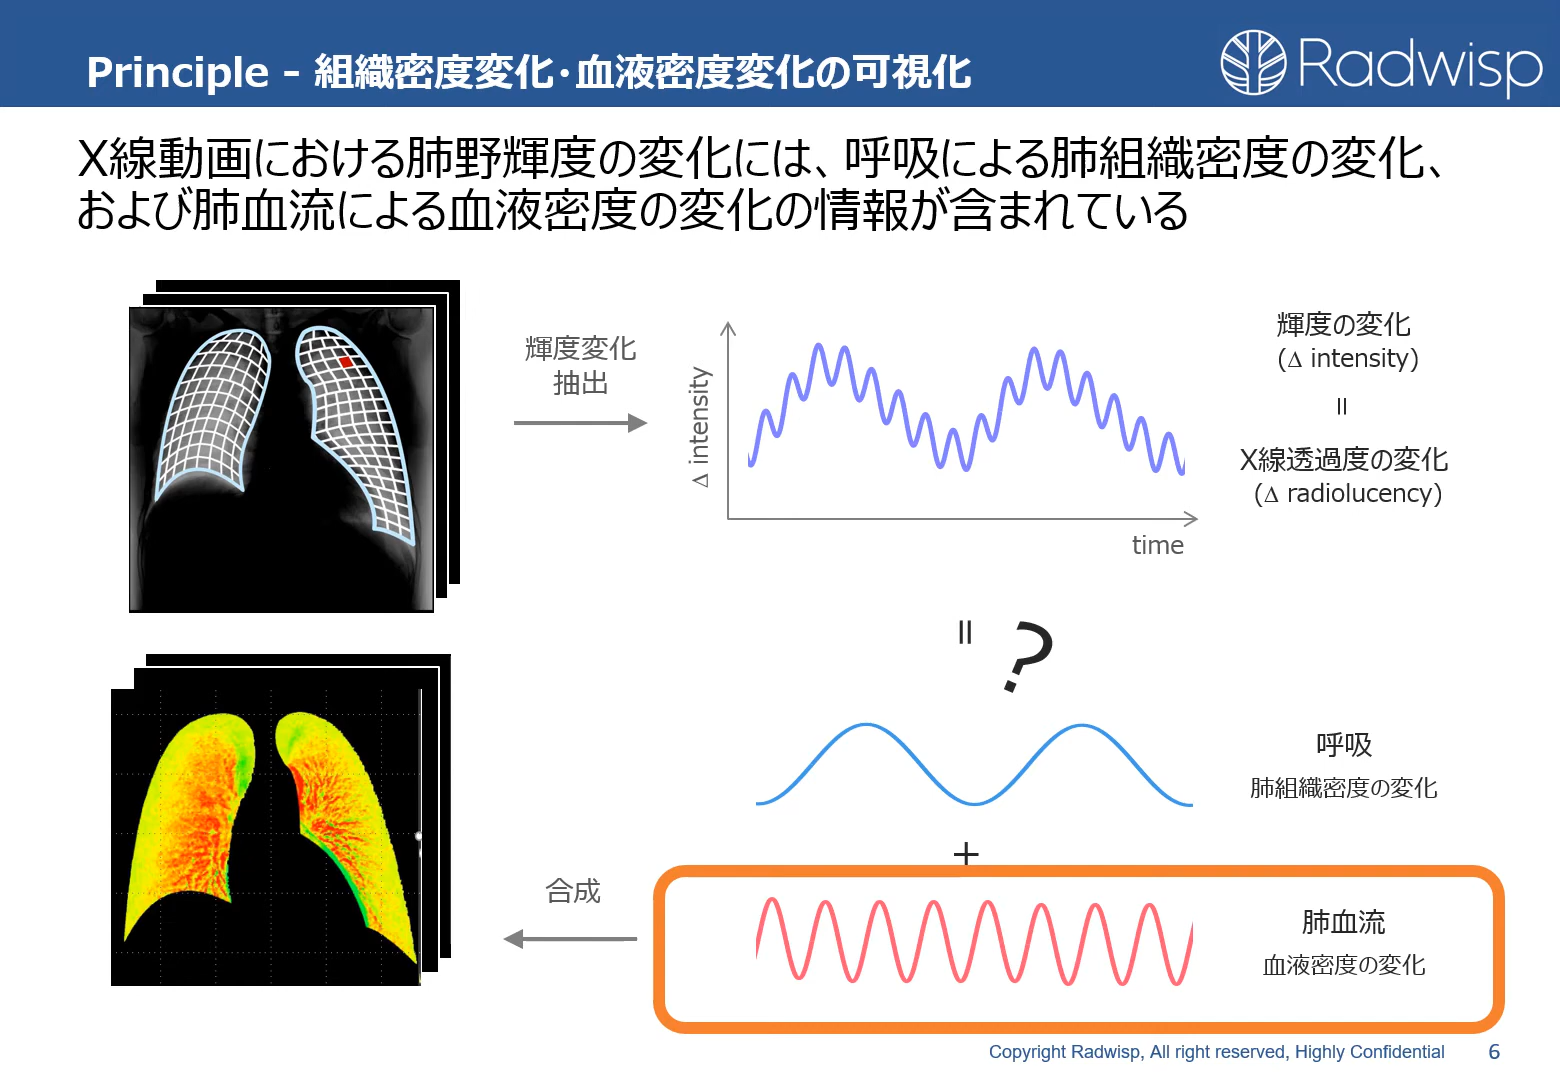 Principle - 組織密度変化・血液密度変化の可視化
Radwisp
X線動画における肺野輝度の変化には、呼吸による肺組織密度の変化、
および肺血流による血液密度の変化の情報が含まれている
輝度変化
抽出
Δ intensity
time
輝度の変化
(Δ intensity)
=
X線透過度の変化
(Δ radiolucency)
= ?
呼吸
肺組織密度の変化
+
合成
肺血流
血液密度の変化
Copyright Radwisp, All right reserved, Highly Confidential
6